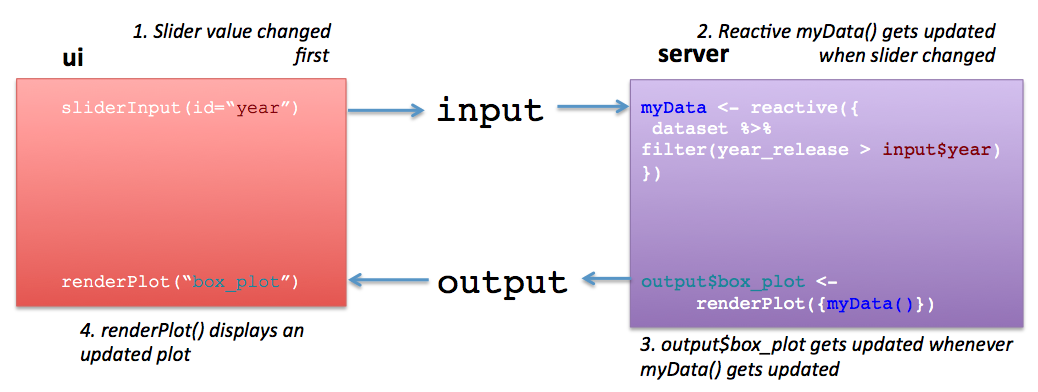 1. Slider value changed
first
ui
sliderInput(id=“year”)
renderPlot(“box_plot”)
4. renderPlot() displays an
updated plot
input
output
2. Reactive myData() gets updated
when slider changed
server
myData <- reactive({
dataset %>%
filter(year_release > input$year)
})
output$box_plot <-
renderPlot({myData()})
3. output$box_plot gets updated whenever
myData() gets updated